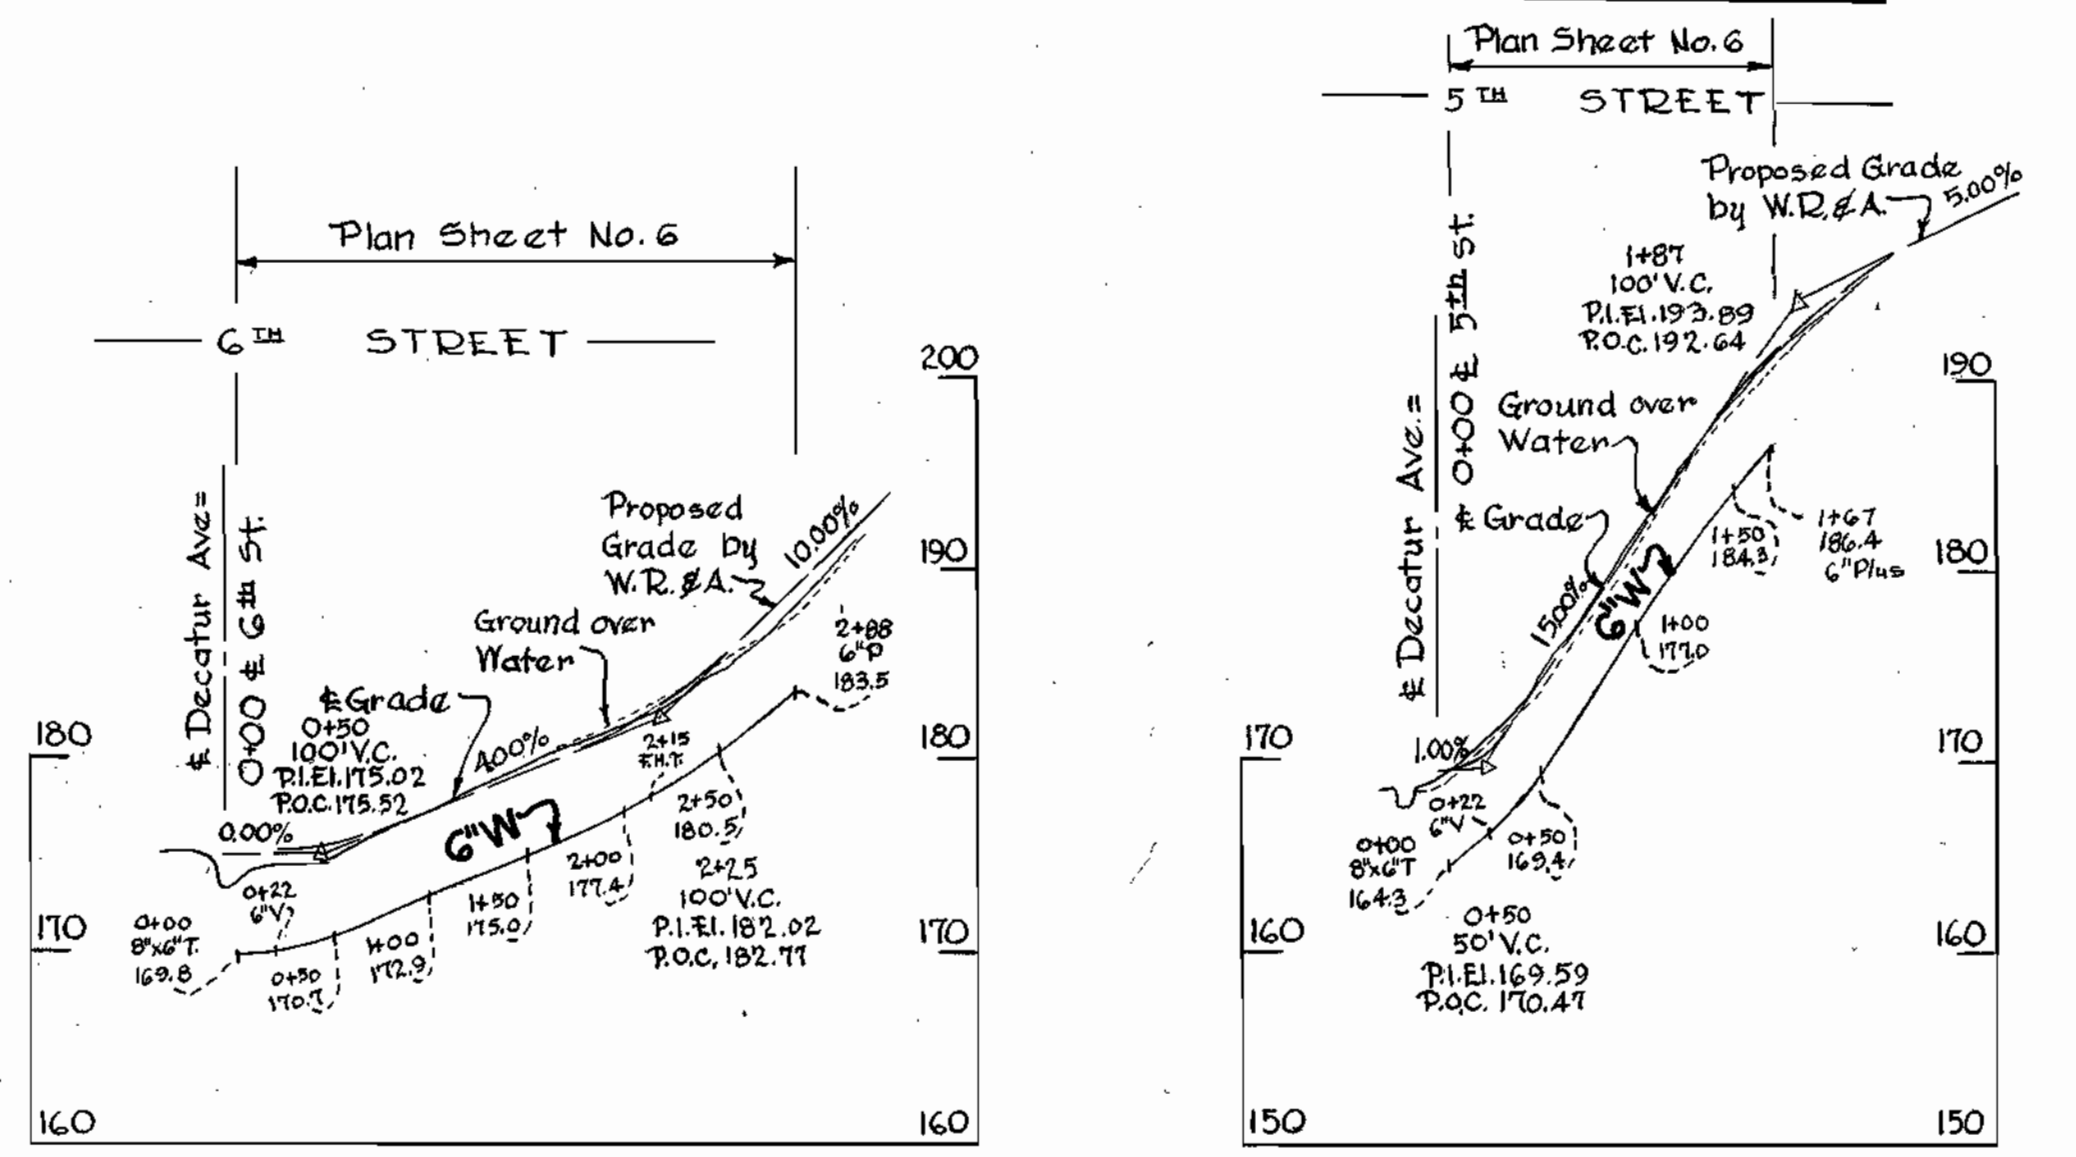 Plan Sheet No. 6
6TH STREET
℄ Decatur Ave=
0+00 ℄ 6th St.
200
190
180
170
160
180
170
160
Proposed
Grade by
W.R.&A.
10.00%
Ground over
Water
℄ Grade
4.00%
0+50
100'V.C.
P.I.El.175.02
P.O.C.175.52
0.00%
6"W
2+88
6"P
183.5
2+15
F.H.T.
2+50
180.5
2+25
100'V.C.
P.I.El.182.02
P.O.C. 182.77
2+00
177.4
1+50
175.0
1+00
172.9
0+50
170.7
0+22
6"V
0+00
8"x6"T.
169.8
Plan Sheet No. 6
5TH STREET
℄ Decatur Ave.=
0+00 ℄ 5th St.
Proposed Grade
by W.R.&A.
5.00%
1+87
100'V.C.
P.I.El.193.89
P.O.C.192.64
Ground over
Water
℄ Grade
15.00%
6"W
1+67
186.4
6"Plus
1+50
184.3
1+00
177.0
1.00%
0+22
6"V
0+50
169.4
0+00
8"x6"T
164.3
0+50
50'V.C.
P.I.El.169.59
P.O.C. 170.47
170
160
150
190
180
170
160
150